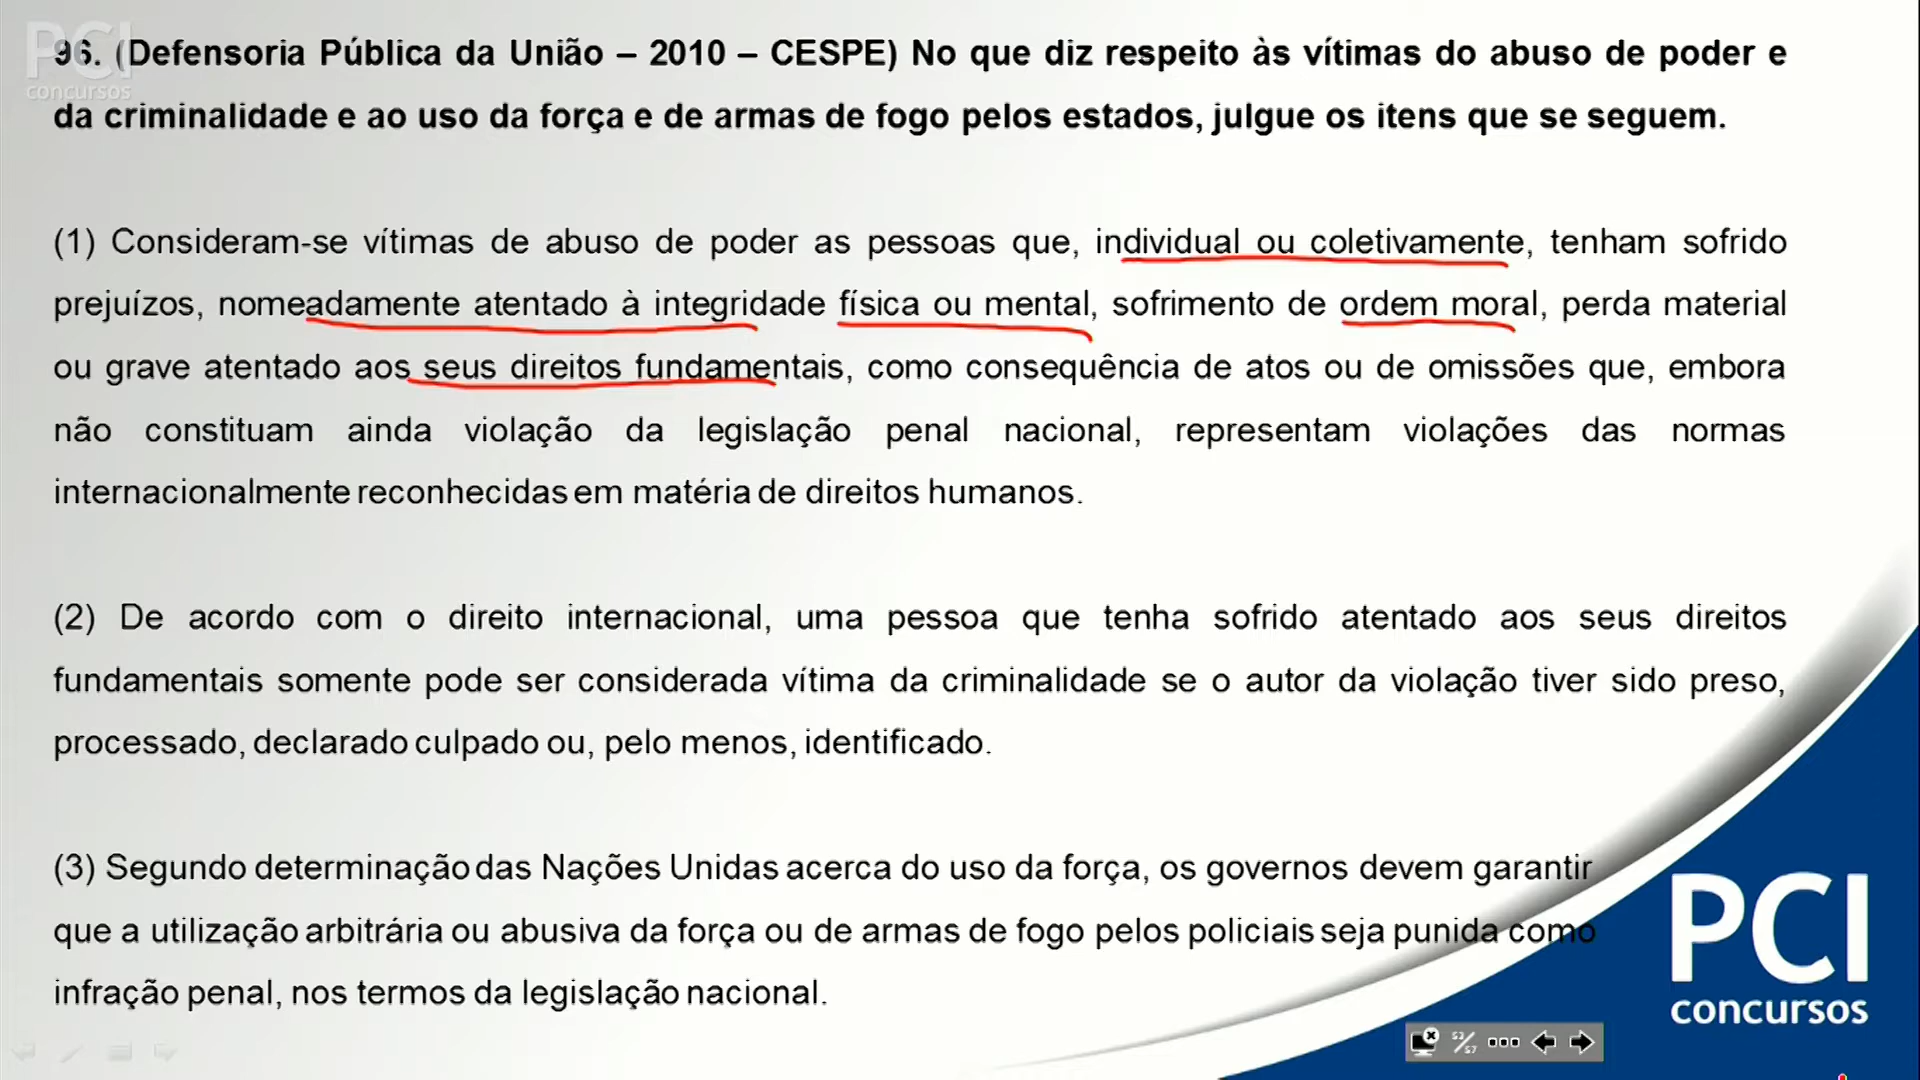 PCI
concursos
96. (Defensoria Pública da União – 2010 – CESPE) No que diz respeito às vítimas do abuso de poder e
da criminalidade e ao uso da força e de armas de fogo pelos estados, julgue os itens que se seguem.
(1) Consideram-se vítimas de abuso de poder as pessoas que, individual ou coletivamente, tenham sofrido
prejuízos, nomeadamente atentado à integridade física ou mental, sofrimento de ordem moral, perda material
ou grave atentado aos seus direitos fundamentais, como consequência de atos ou de omissões que, embora
não constituam ainda violação da legislação penal nacional, representam violações das normas
internacionalmente reconhecidas em matéria de direitos humanos.
(2) De acordo com o direito internacional, uma pessoa que tenha sofrido atentado aos seus direitos
fundamentais somente pode ser considerada vítima da criminalidade se o autor da violação tiver sido preso,
processado, declarado culpado ou, pelo menos, identificado.
(3) Segundo determinação das Nações Unidas acerca do uso da força, os governos devem garantir
que a utilização arbitrária ou abusiva da força ou de armas de fogo pelos policiais seja punida como
infração penal, nos termos da legislação nacional.
PCI
concursos
53/57